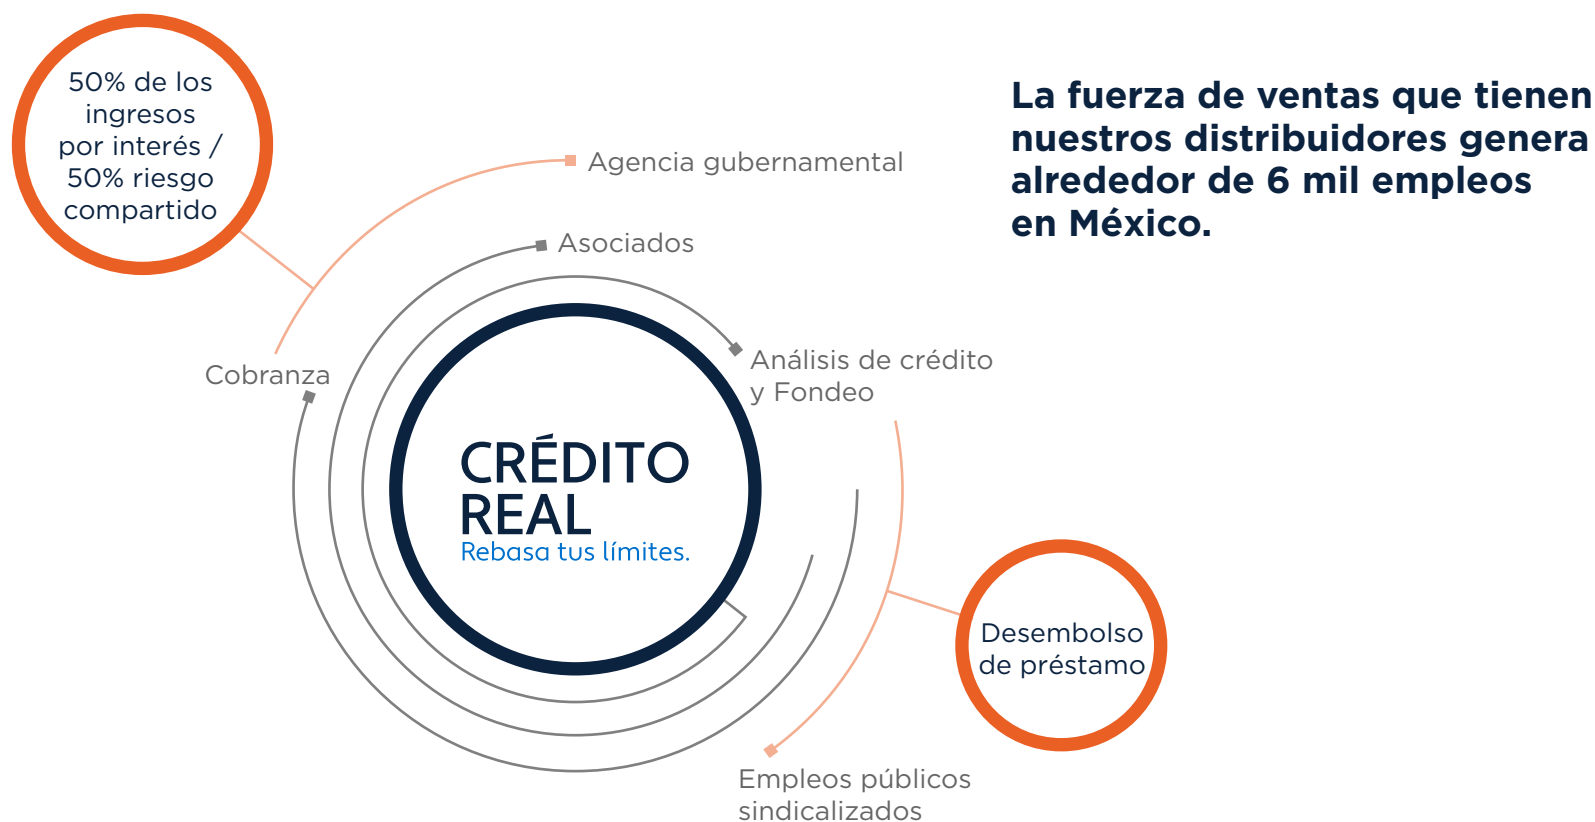 50% de los
ingresos
por interés /
50% riesgo
compartido
La fuerza de ventas que tienen
nuestros distribuidores genera
alrededor de 6 mil empleos
en México.
Agencia gubernamental
Asociados
Cobranza
Análisis de crédito
y Fondeo
CRÉDITO
REAL
Rebasa tus límites.
Desembolso
de préstamo
Empleos públicos
sindicalizados